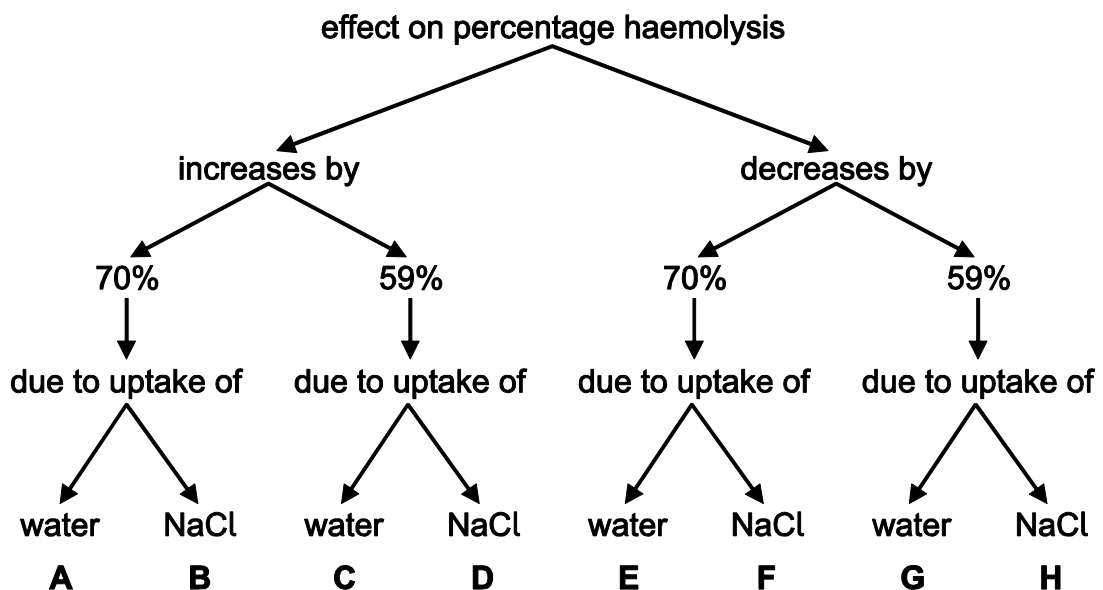 effect on percentage haemolysis
increases by decreases by
70% 59% 70% 59%
due to uptake of due to uptake of due to uptake of due to uptake of
water NaCl water NaCl water NaCl water NaCl
A B C D E F G H